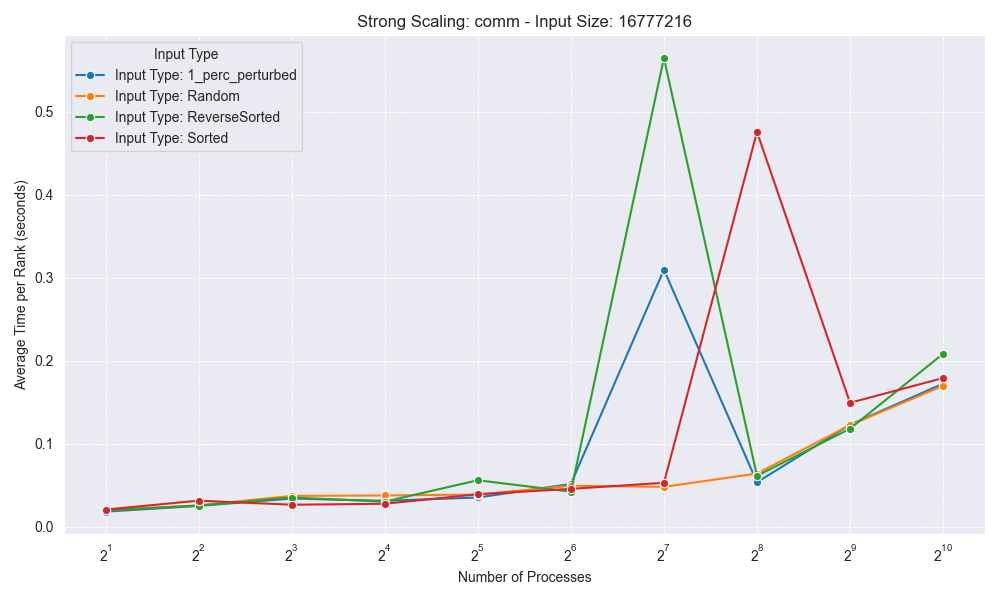 Strong Scaling: comm - Input Size: 16777216
Input Type
Input Type: 1_perc_perturbed
Input Type: Random
Input Type: ReverseSorted
Input Type: Sorted
Average Time per Rank (seconds)
0.5
0.4
0.3
0.2
0.1
0.0
2^1 2^2 2^3 2^4 2^5 2^6 2^7 2^8 2^9 2^10
Number of Processes